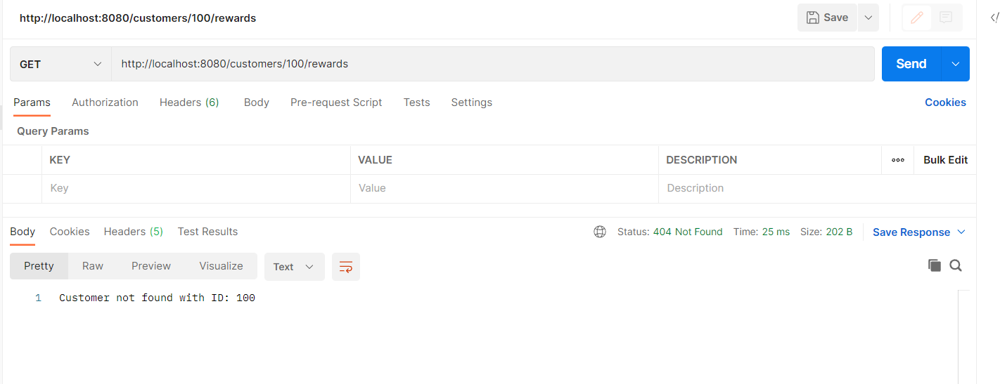 http://localhost:8080/customers/100/rewards Save
GET http://localhost:8080/customers/100/rewards Send
Params Authorization Headers (6) Body Pre-request Script Tests Settings Cookies
Query Params
KEY VALUE DESCRIPTION Bulk Edit
Key Value Description
Body Cookies Headers (5) Test Results Status: 404 Not Found Time: 25 ms Size: 202 B Save Response
Pretty Raw Preview Visualize Text
1 Customer not found with ID: 100